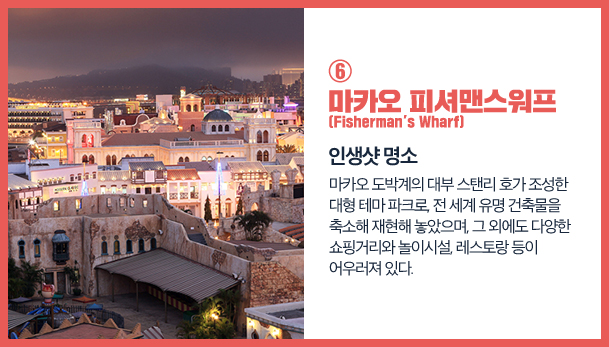 ⑥
마카오 피셔맨스워프
(Fisherman's Wharf)
인생샷 명소
마카오 도박계의 대부 스탠리 호가 조성한
대형 테마 파크로, 전 세계 유명 건축물을
축소해 재현해 놓았으며, 그 외에도 다양한
쇼핑거리와 놀이시설, 레스토랑 등이
어우러져 있다.